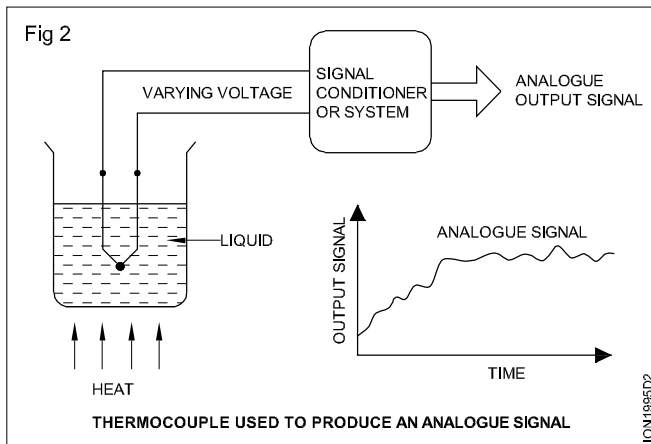 Fig 2
VARYING VOLTAGE
SIGNAL
CONDITIONER
OR SYSTEM
ANALOGUE
OUTPUT SIGNAL
LIQUID
HEAT
OUTPUT SIGNAL
ANALOGUE SIGNAL
TIME
THERMOCOUPLE USED TO PRODUCE AN ANALOGUE SIGNAL
ION1995D2